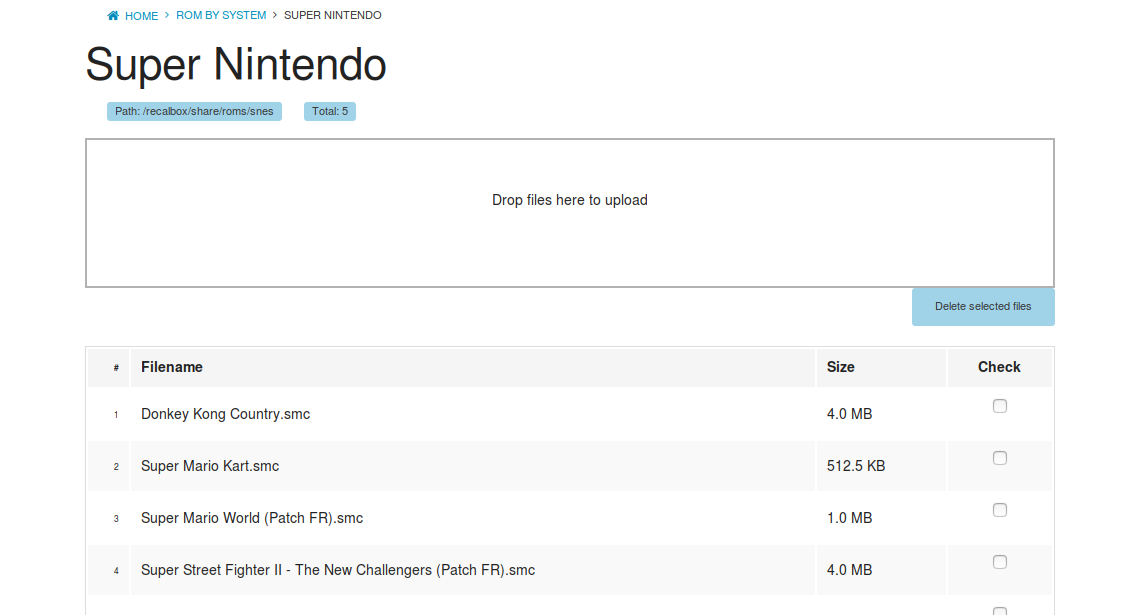 HOME > ROM BY SYSTEM > SUPER NINTENDO
Super Nintendo
Path: /recalbox/share/roms/snes Total: 5
Drop files here to upload
Delete selected files
# Filename Size Check
1 Donkey Kong Country.smc 4.0 MB
2 Super Mario Kart.smc 512.5 KB
3 Super Mario World (Patch FR).smc 1.0 MB
4 Super Street Fighter II - The New Challengers (Patch FR).smc 4.0 MB